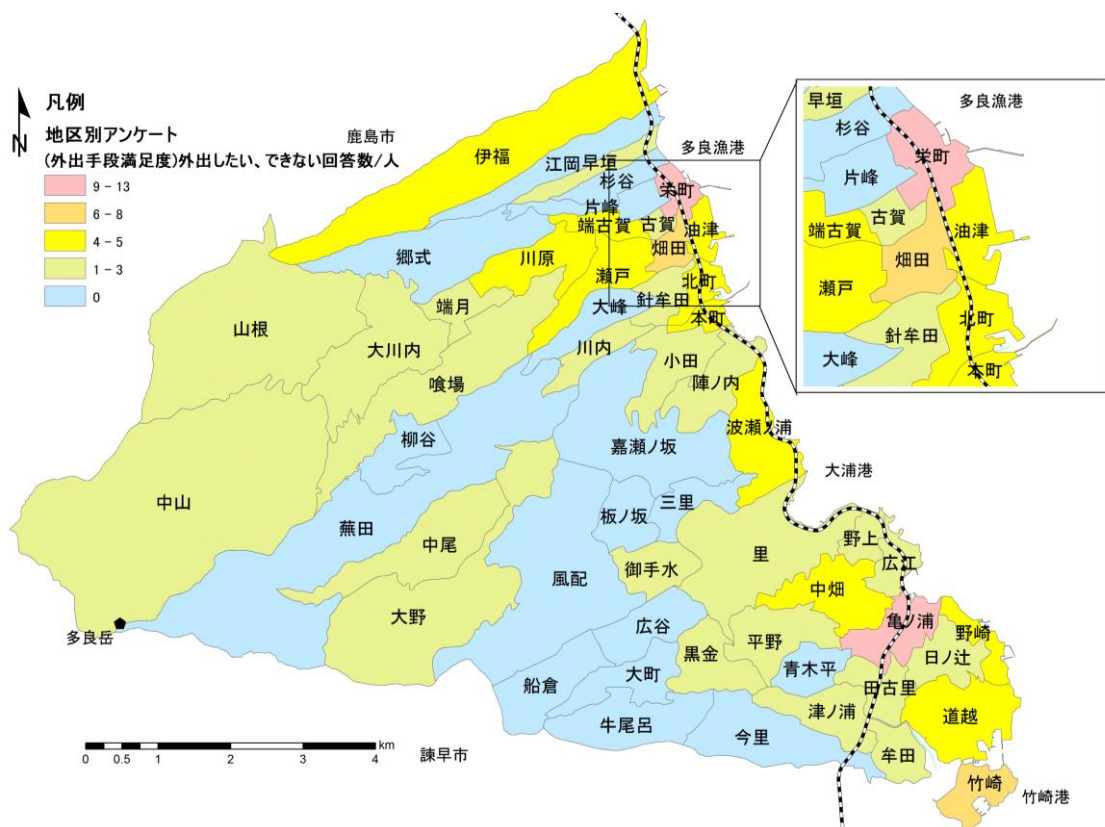 N
凡例
地区別アンケート
(外出手段満足度)外出したい、できない回答数/人
9 - 13
6 - 8
4 - 5
1 - 3
0
鹿島市
多良漁港
伊福
江岡
早垣
杉谷
栄町
片峰
端古賀
古賀
油津
郷式
川原
瀬戸
畑田
北町
端月
大峰
針牟田
本町
山根
大川内
川内
小田
喰場
陣ノ内
柳谷
嘉瀬ノ坂
波瀬ノ浦
大浦港
中山
蕪田
板ノ坂
三里
中尾
里
野上
風配
御手水
広江
大野
中畑
多良岳
広谷
亀ノ浦
野崎
黒金
平野
日ノ辻
船倉
大町
青木平
田古里
牛尾呂
津ノ浦
道越
今里
牟田
竹崎
竹崎港
諫早市
0 0.5 1 2 3 4
km
早垣
多良漁港
杉谷
栄町
片峰
古賀
端古賀
油津
畑田
瀬戸
北町
針牟田
大峰
本町